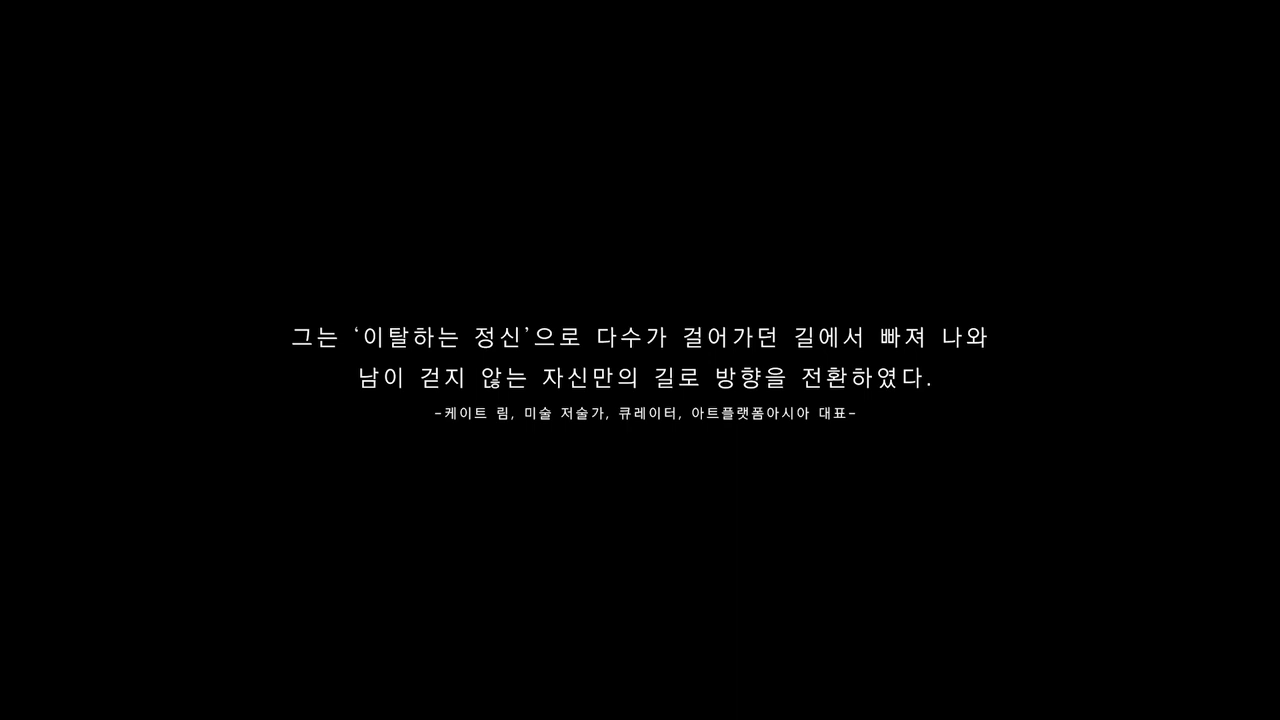 그는 ‘이탈하는 정신’으로 다수가 걸어가던 길에서 빠져 나와
남이 걷지 않는 자신만의 길로 방향을 전환하였다.
-케이트 림, 미술 저술가, 큐레이터, 아트플랫폼아시아 대표-